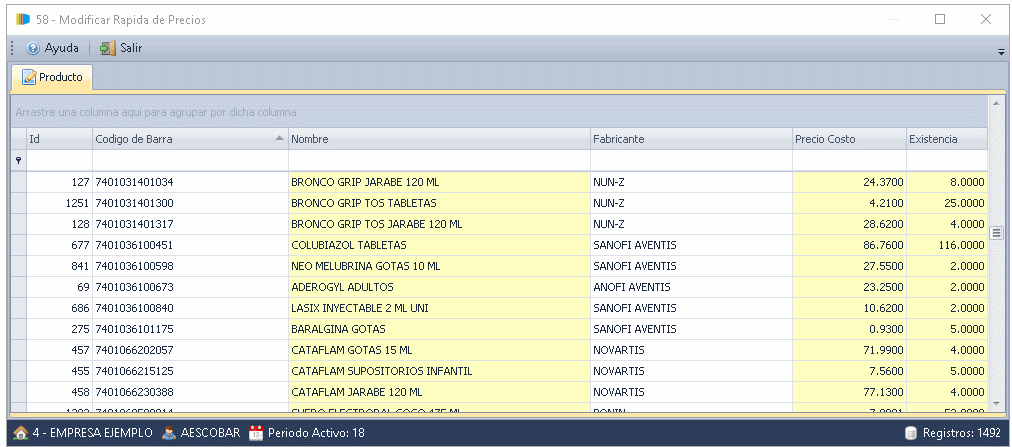 58 - Modificar Rapida de Precios
Ayuda Salir
Producto
Arrastre una columna aquí para agrupar por dicha columna
Id Codigo de Barra Nombre Fabricante Precio Costo Existencia
127 7401031401034 BRONCO GRIP JARABE 120 ML NUN-Z 24.3700 8.0000
1251 7401031401300 BRONCO GRIP TOS TABLETAS NUN-Z 4.2100 25.0000
128 7401031401317 BRONCO GRIP TOS JARABE 120 ML NUN-Z 28.6200 4.0000
677 7401036100451 COLUBIAZOL TABLETAS SANOFI AVENTIS 86.7600 116.0000
841 7401036100598 NEO MELUBRINA GOTAS 10 ML SANOFI AVENTIS 27.5500 2.0000
69 7401036100673 ADEROGYL ADULTOS ANOFI AVENTIS 23.2500 2.0000
686 7401036100840 LASIX INYECTABLE 2 ML UNI SANOFI AVENTIS 10.6200 2.0000
275 7401036101175 BARALGINA GOTAS SANOFI AVENTIS 0.9300 5.0000
457 7401066202057 CATAFLAM GOTAS 15 ML NOVARTIS 71.9900 4.0000
455 7401066215125 CATAFLAM SUPOSITORIOS INFANTIL NOVARTIS 7.5600 5.0000
458 7401066230388 CATAFLAM JARABE 120 ML NOVARTIS 77.1300 4.0000
4 - EMPRESA EJEMPLO AESCOBAR Periodo Activo: 18 Registros: 1492